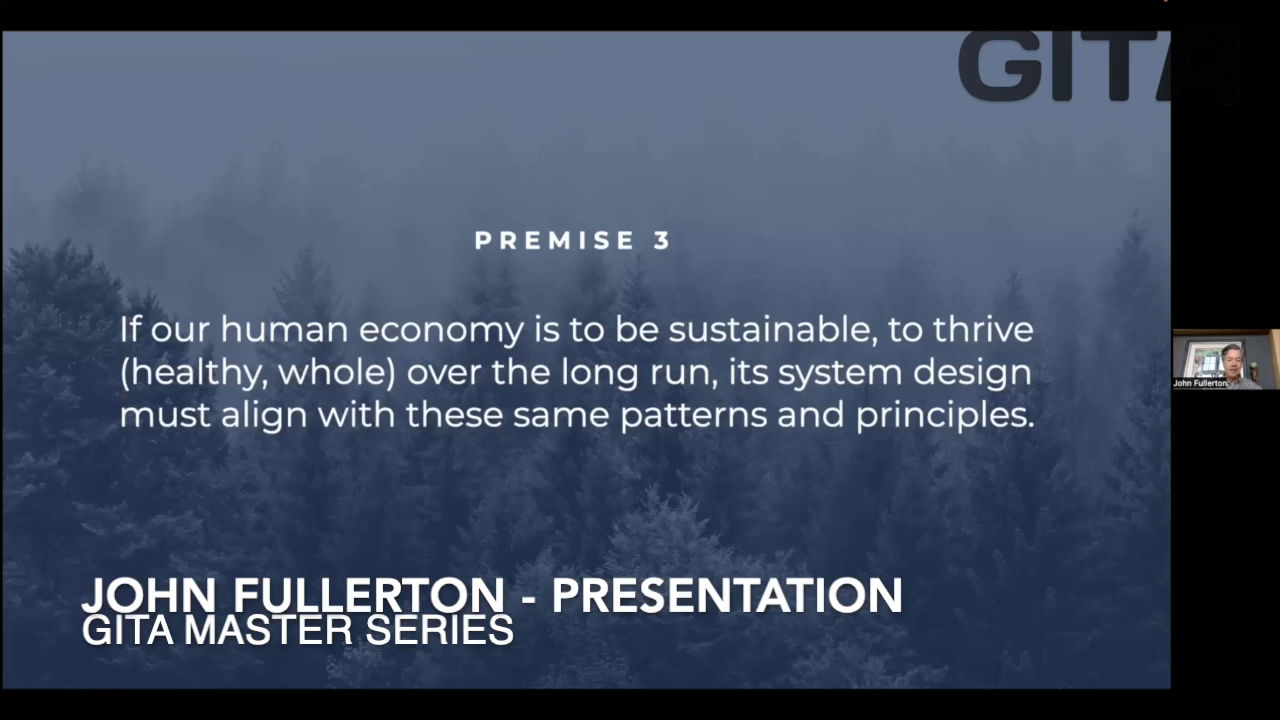 GITA
PREMISE 3
If our human economy is to be sustainable, to thrive
(healthy, whole) over the long run, its system design
must align with these same patterns and principles.
John Fullerton
JOHN FULLERTON - PRESENTATION
GITA MASTER SERIES